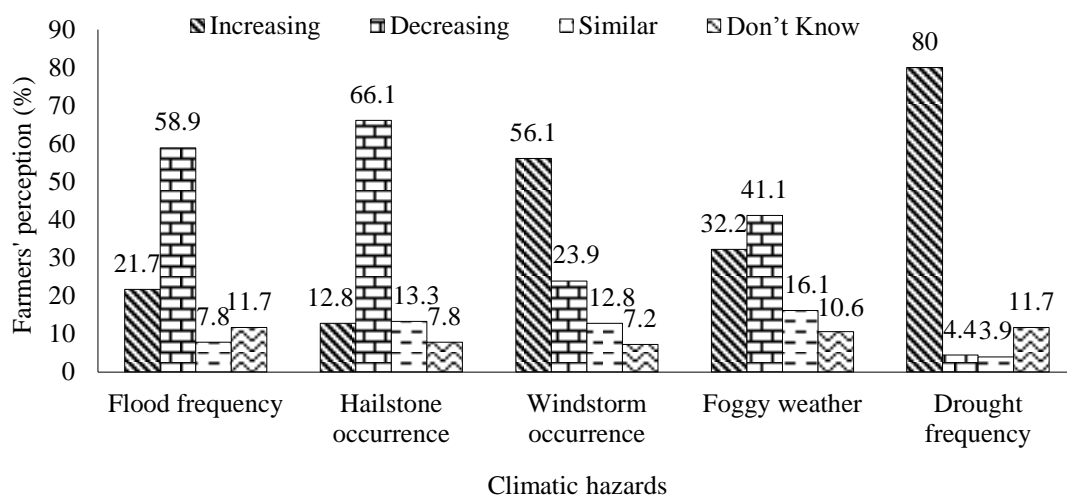 Increasing Decreasing Similar Don't Know
Farmers' perception (%)
90
80
70
60
50
40
30
20
10
0
21.7 58.9 7.8 11.7
12.8 66.1 13.3 7.8
56.1 23.9 12.8 7.2
32.2 41.1 16.1 10.6
80 4.4 3.9 11.7
Flood frequency
Hailstone
occurrence
Windstorm
occurrence
Foggy weather
Drought
frequency
Climatic hazards